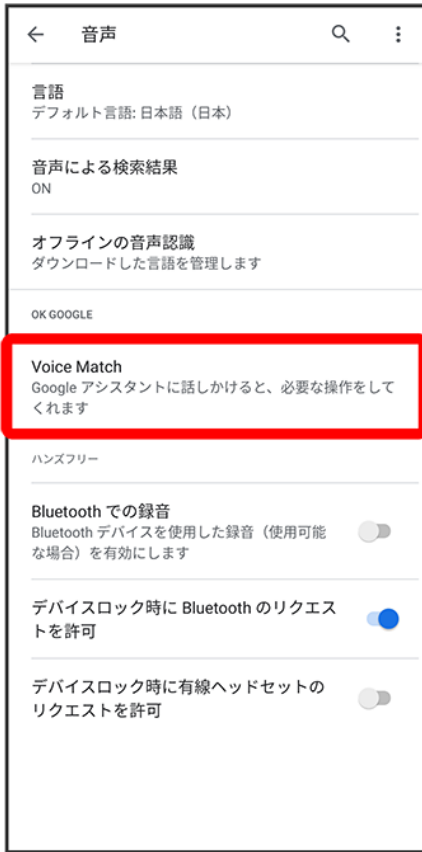 音声
言語
デフォルト言語: 日本語（日本）
音声による検索結果
ON
オフラインの音声認識
ダウンロードした言語を管理します
OK GOOGLE
Voice Match
Google アシスタントに話しかけると、必要な操作をして
くれます
ハンズフリー
Bluetooth での録音
Bluetooth デバイスを使用した録音（使用可能
な場合）を有効にします
デバイスロック時に Bluetooth のリクエス
トを許可
デバイスロック時に有線ヘッドセットの
リクエストを許可